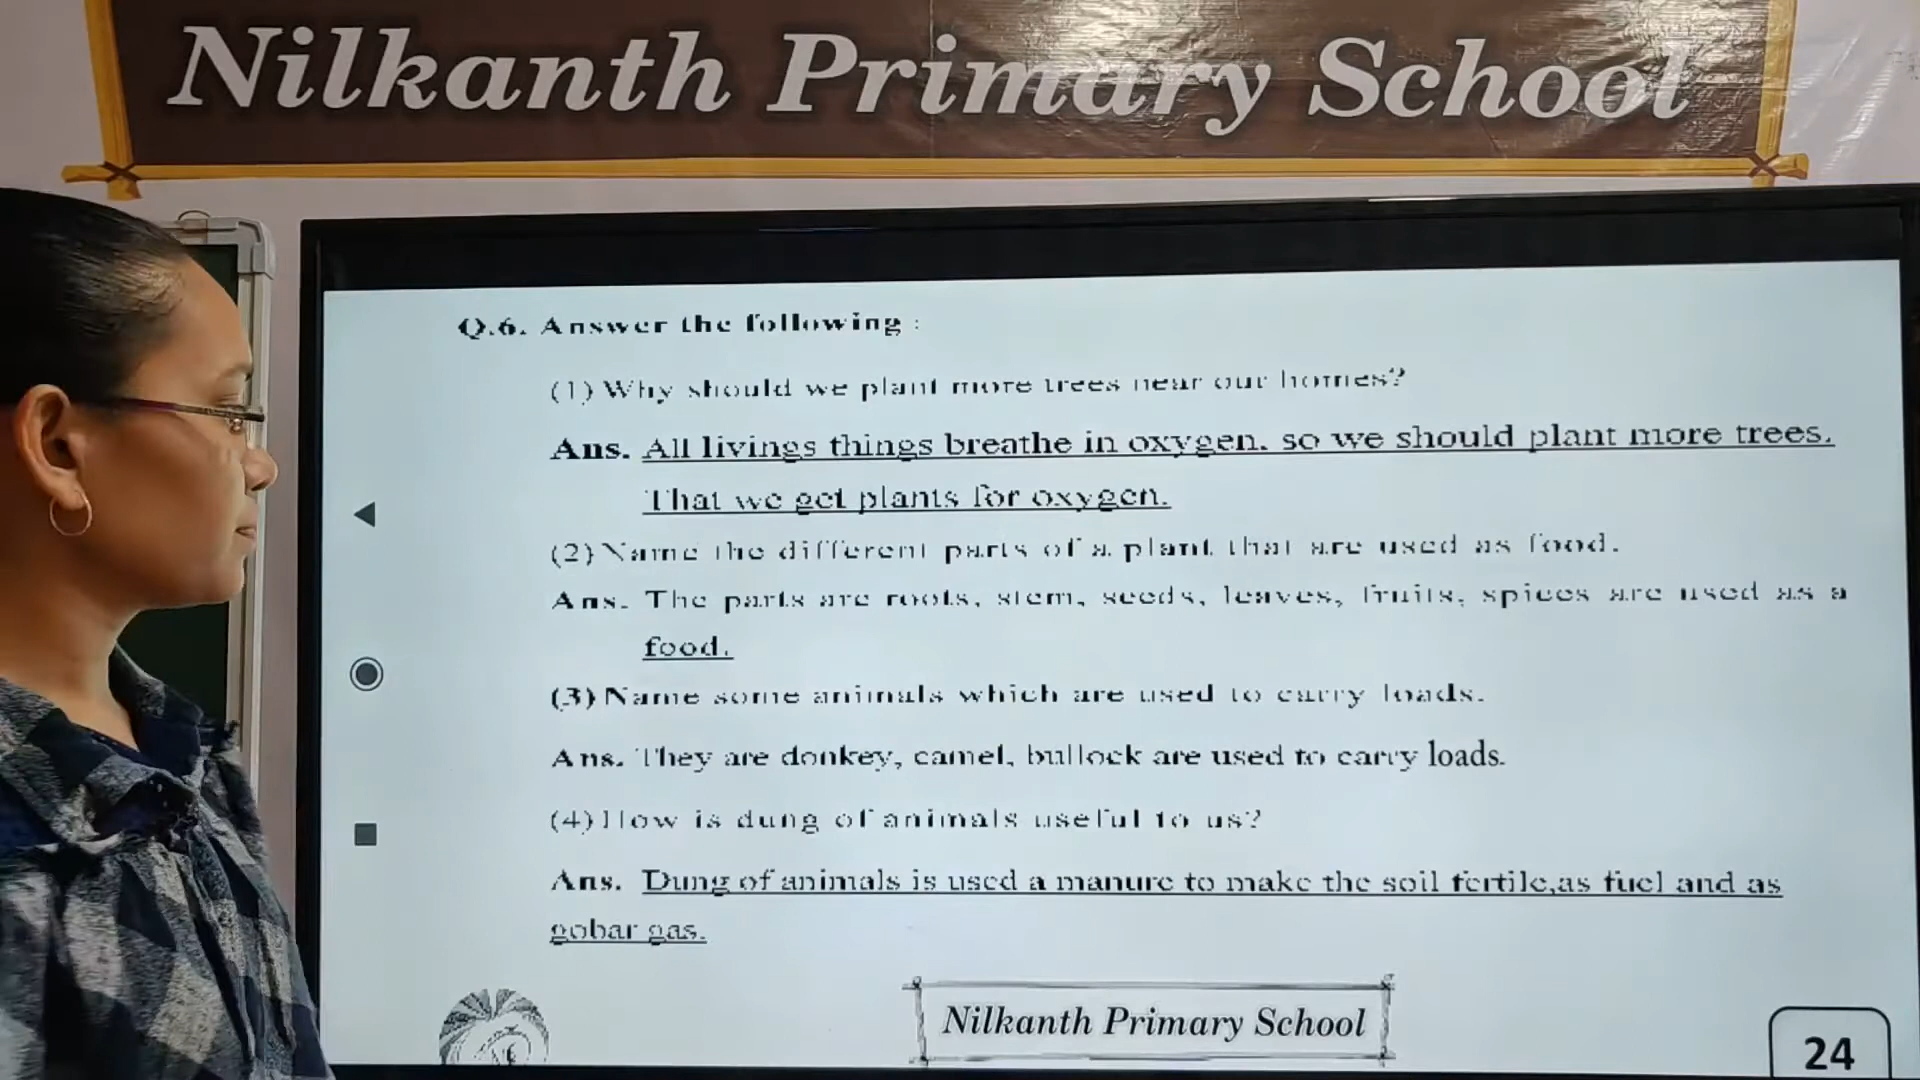 Nilkanth Primary School
Q.6. Answer the following :
(1) Why should we plant more trees near our homes?
Ans. All livings things breathe in oxygen. so we should plant more trees.
That we get plants for oxygen.
(2) Name the different parts of a plant that are used as food.
Ans. The parts are roots, stem, seeds, leaves, fruits, spices are used as a
food.
(3) Name some animals which are used to carry loads.
Ans. They are donkey, camel, bullock are used to carry loads.
(4) How is dung of animals useful to us?
Ans. Dung of animals is used a manure to make the soil fertile,as fuel and as
gobar gas.
Nilkanth Primary School
24